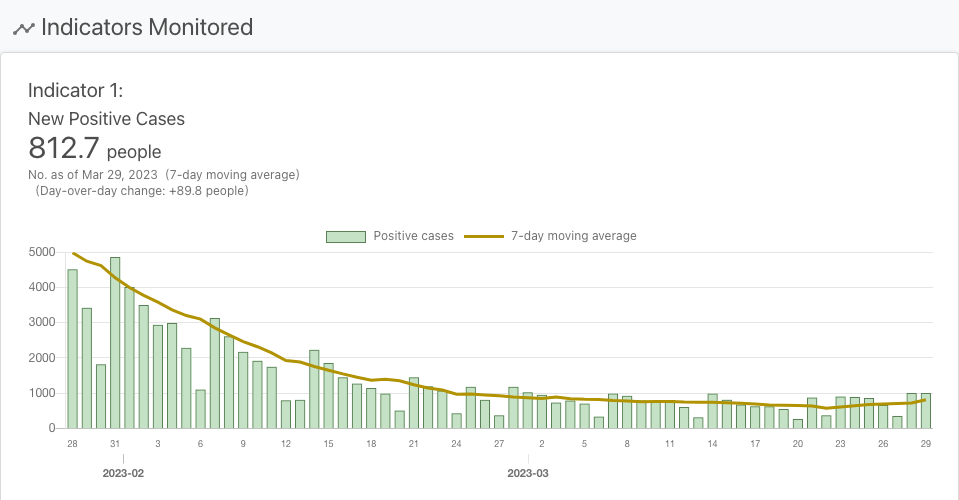 Indicators Monitored
Indicator 1:
New Positive Cases
812.7 people
No. as of Mar 29, 2023 (7-day moving average)
(Day-over-day change: +89.8 people)
Positive cases 7-day moving average
5000
4000
3000
2000
1000
0
28 31 3 6 9 12 15 18 21 24 27 2 5 8 11 14 17 20 23 26 29
2023-02 2023-03